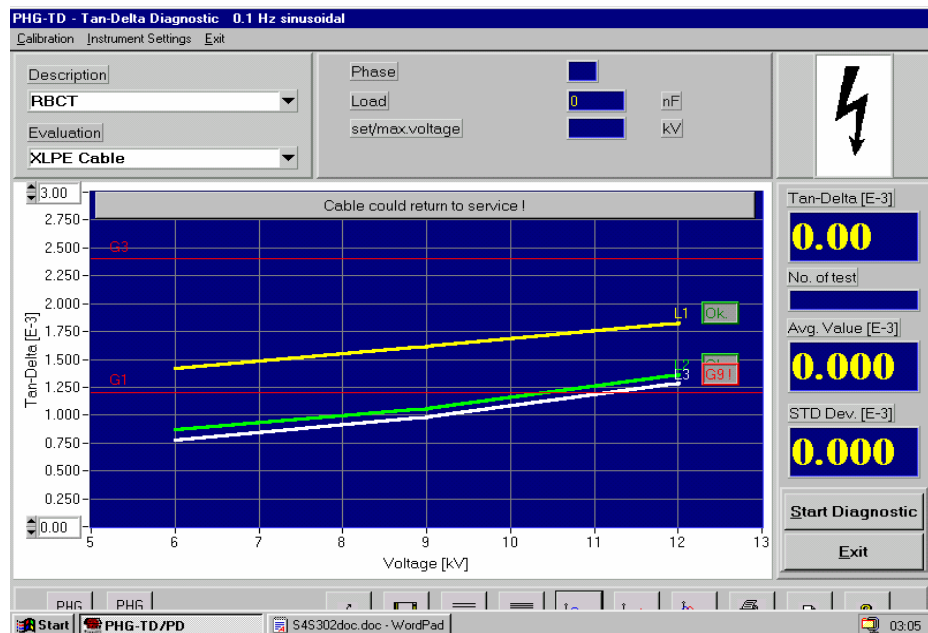 PHG-TD - Tan-Delta Diagnostic 0.1 Hz sinusoidal
Calibration Instrument Settings Exit
Description
RBCT
Evaluation
XLPE Cable
Phase
Load 0 nF
set/max.voltage kV
Cable could return to service !
Tan-Delta [E-3]
3.00
2.750
2.500
2.250
2.000
1.750
1.500
1.250
1.000
0.750
0.500
0.250
0.00
G3
G1
L1 Ok.
L2
L3 G9 !
5 6 7 8 9 10 11 12 13
Voltage [kV]
Tan-Delta [E-3]
0.00
No. of test
Avg. Value [E-3]
0.000
STD Dev. [E-3]
0.000
Start Diagnostic
Exit
PHG PHG
Start PHG-TD/PD S4S302doc.doc - WordPad 03:05